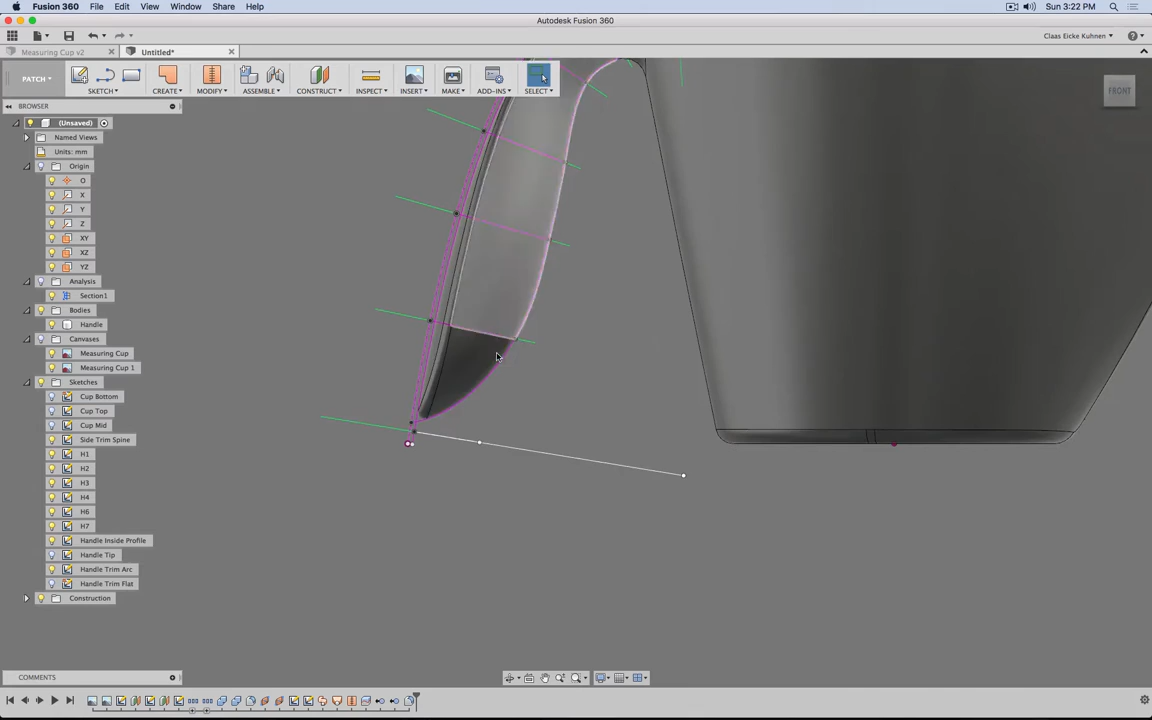 Fusion 360 File Edit View Window Share Help Sun 3:22 PM
Autodesk Fusion 360
Claas Eicke Kuhnen
Measuring Cup v2 Untitled*
PATCH SKETCH CREATE MODIFY ASSEMBLE CONSTRUCT INSPECT INSERT MAKE ADD-INS SELECT
FRONT
BROWSER
(Unsaved)
Named Views
Units: mm
Origin
O
X
Y
Z
XY
XZ
YZ
Analysis
Section1
Bodies
Handle
Canvases
Measuring Cup
Measuring Cup 1
Sketches
Cup Bottom
Cup Top
Cup Mid
Side Trim Spine
H1
H2
H3
H4
H6
H7
Handle Inside Profile
Handle Tip
Handle Trim Arc
Handle Trim Flat
Construction
COMMENTS